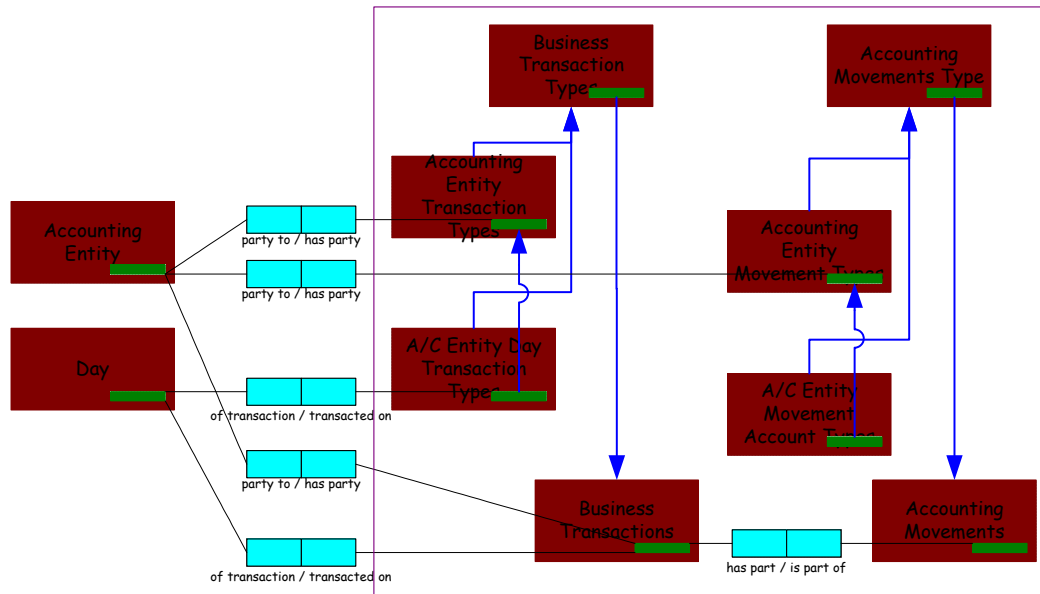 Business
Transaction
Types
Accounting
Movements Type
Accounting
Entity
Transaction
Types
Accounting
Entity
party to / has party
Accounting
Entity
Movement Types
party to / has party
Day
A/C Entity Day
Transaction
Types
of transaction / transacted on
A/C Entity
Movement
Account Types
party to / has party
Business
Transactions
Accounting
Movements
has part / is part of
of transaction / transacted on